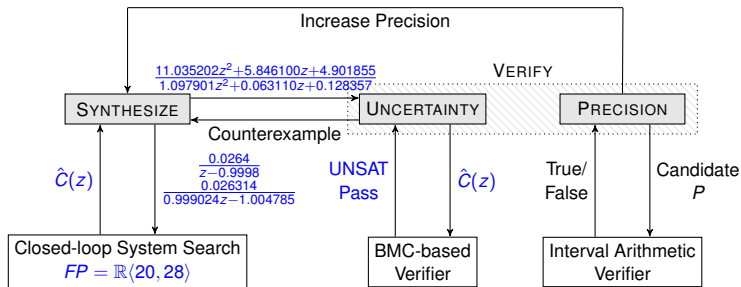 Increase Precision
11.035202z²+5.846100z+4.901855
1.097901z²+0.063110z+0.128357
VERIFY
SYNTHESIZE
UNCERTAINTY
PRECISION
Counterexample
Ĉ(z)
0.0264
z−0.9998
0.026314
0.999024z−1.004785
UNSAT
Pass
Ĉ(z)
True/
False
Candidate
P
Closed-loop System Search
FP = ℝ⟨20, 28⟩
BMC-based
Verifier
Interval Arithmetic
Verifier